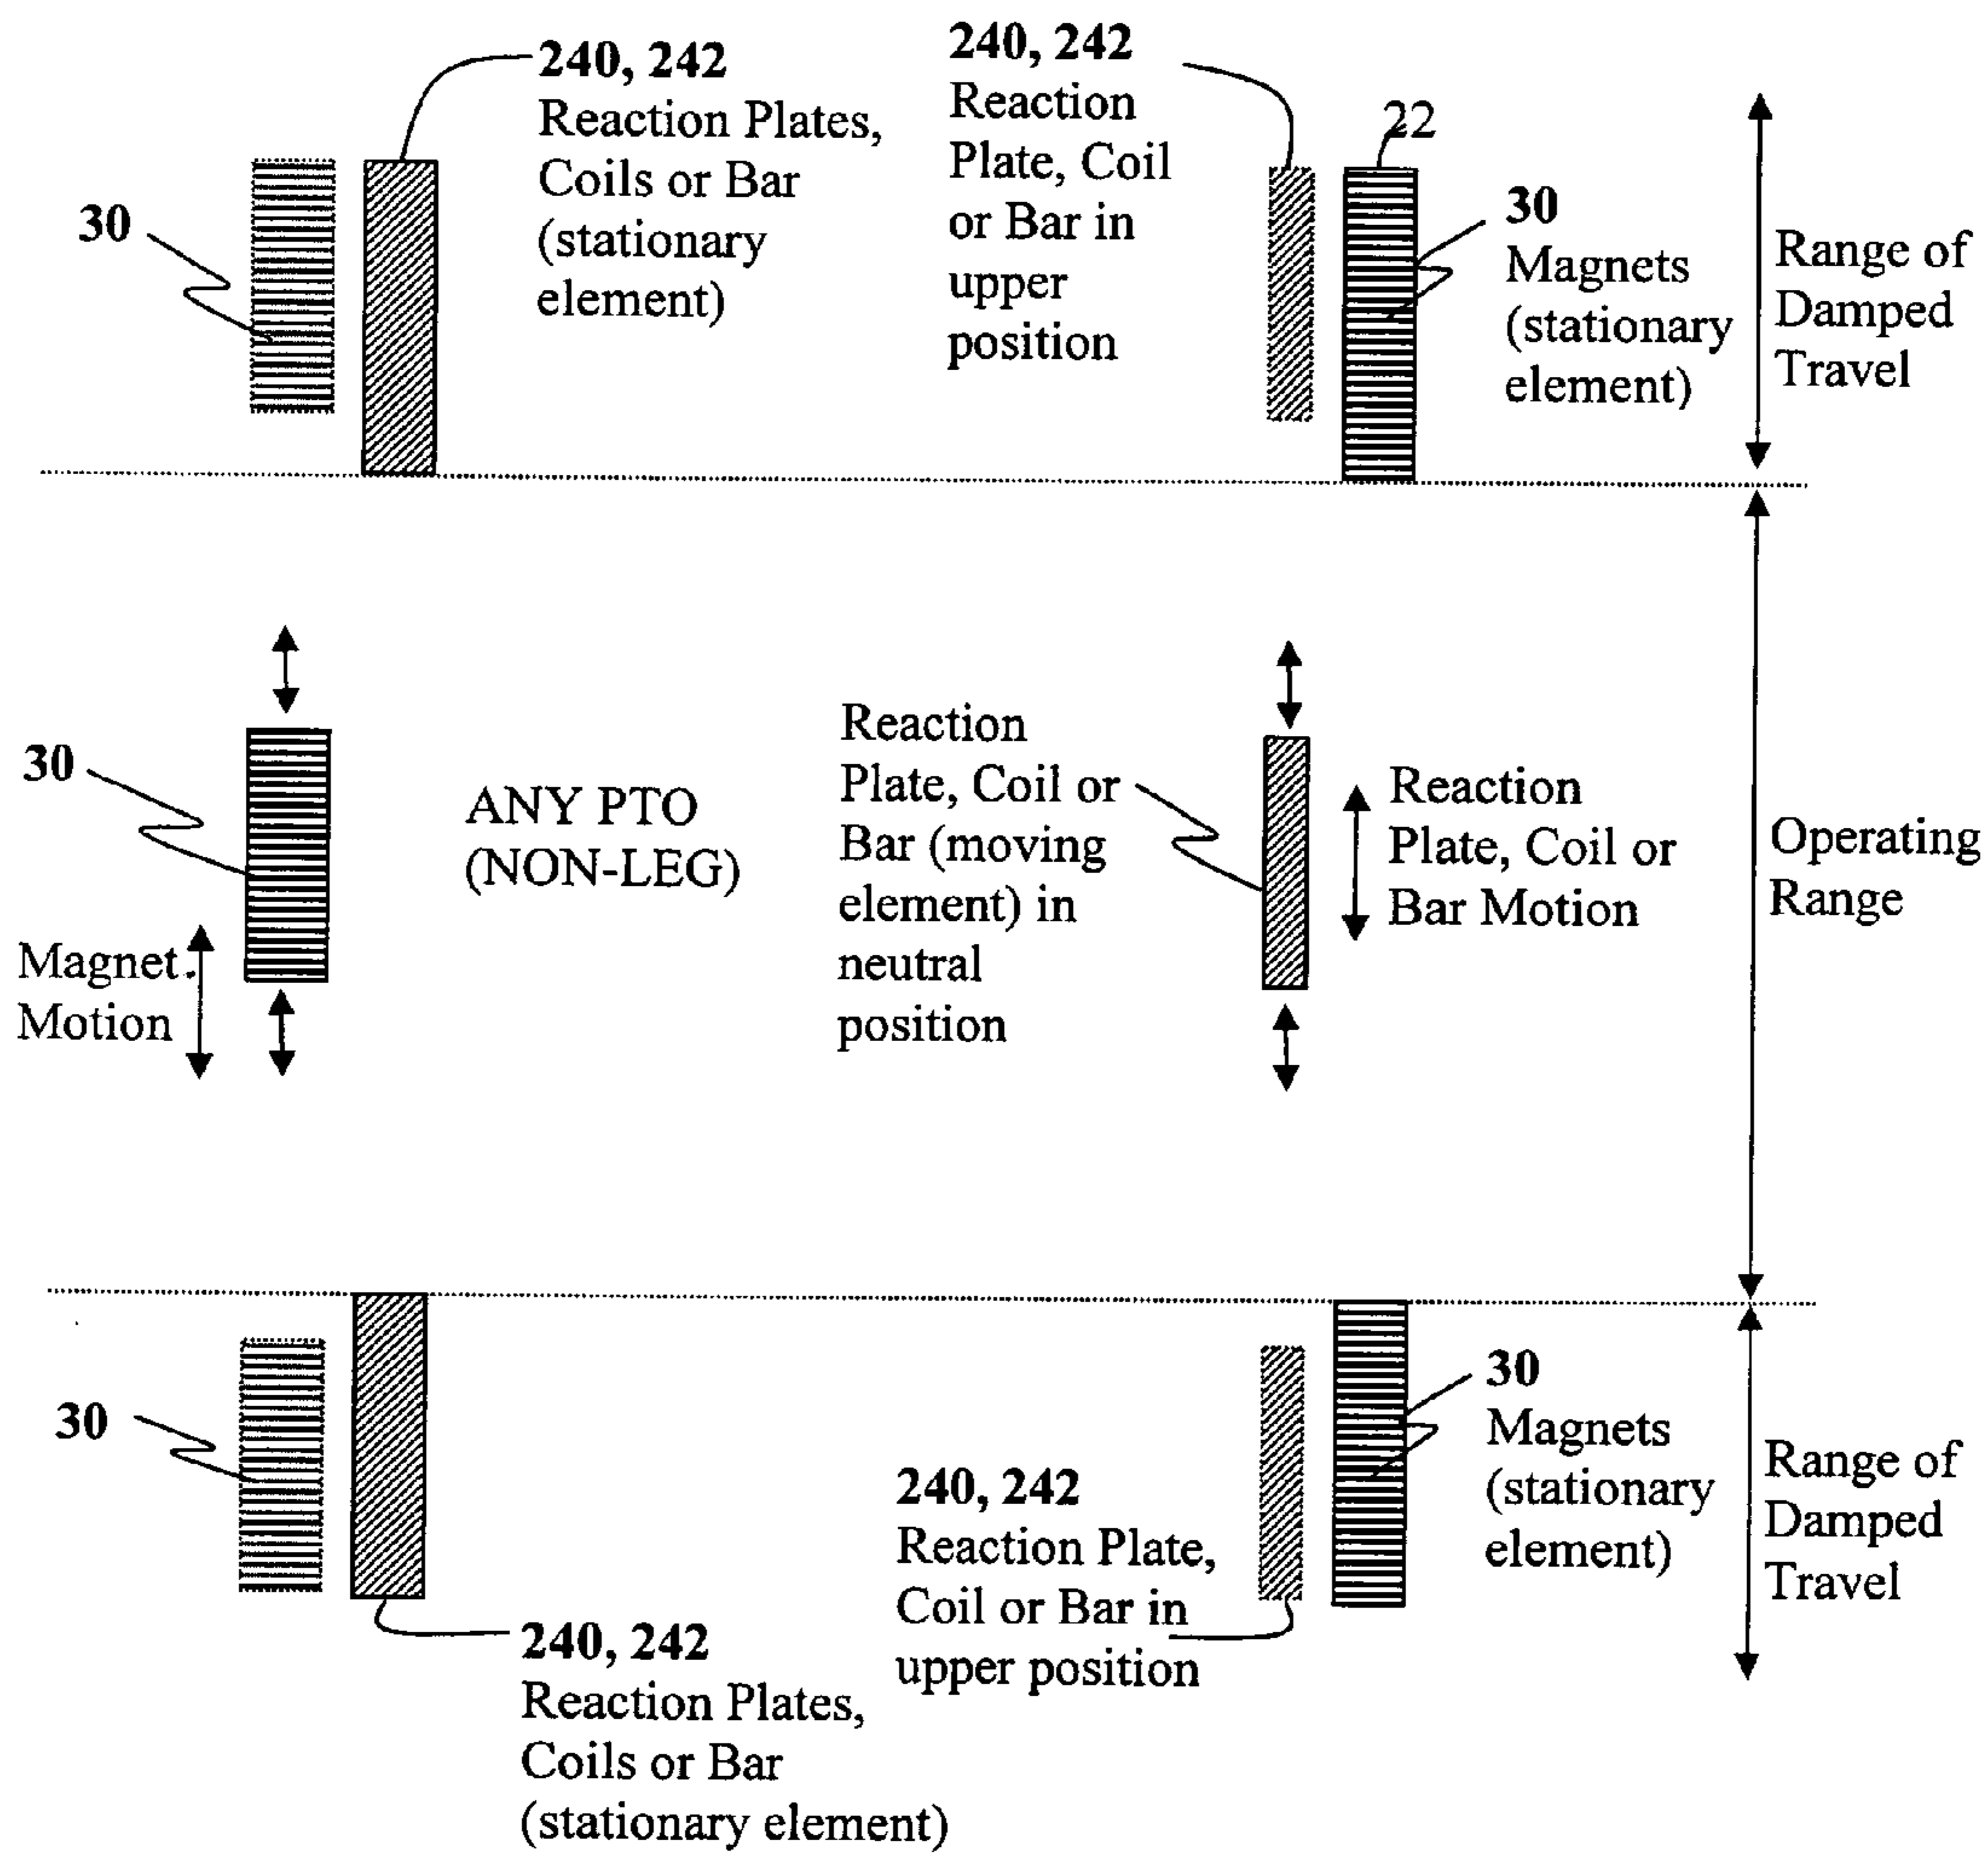 240, 242
Reaction Plates,
Coils or Bar
(stationary
element)
240, 242
Reaction
Plate, Coil
or Bar in
upper
position
22
30
30
Magnets
(stationary
element)
Range of
Damped
Travel
30
Magnet
Motion
ANY PTO
(NON-LEG)
Reaction
Plate, Coil or
Bar (moving
element) in
neutral
position
Reaction
Plate, Coil or
Bar Motion
Operating
Range
30
240, 242
Reaction Plates,
Coils or Bar
(stationary element)
240, 242
Reaction Plate,
Coil or Bar in
upper position
30
Magnets
(stationary
element)
Range of
Damped
Travel